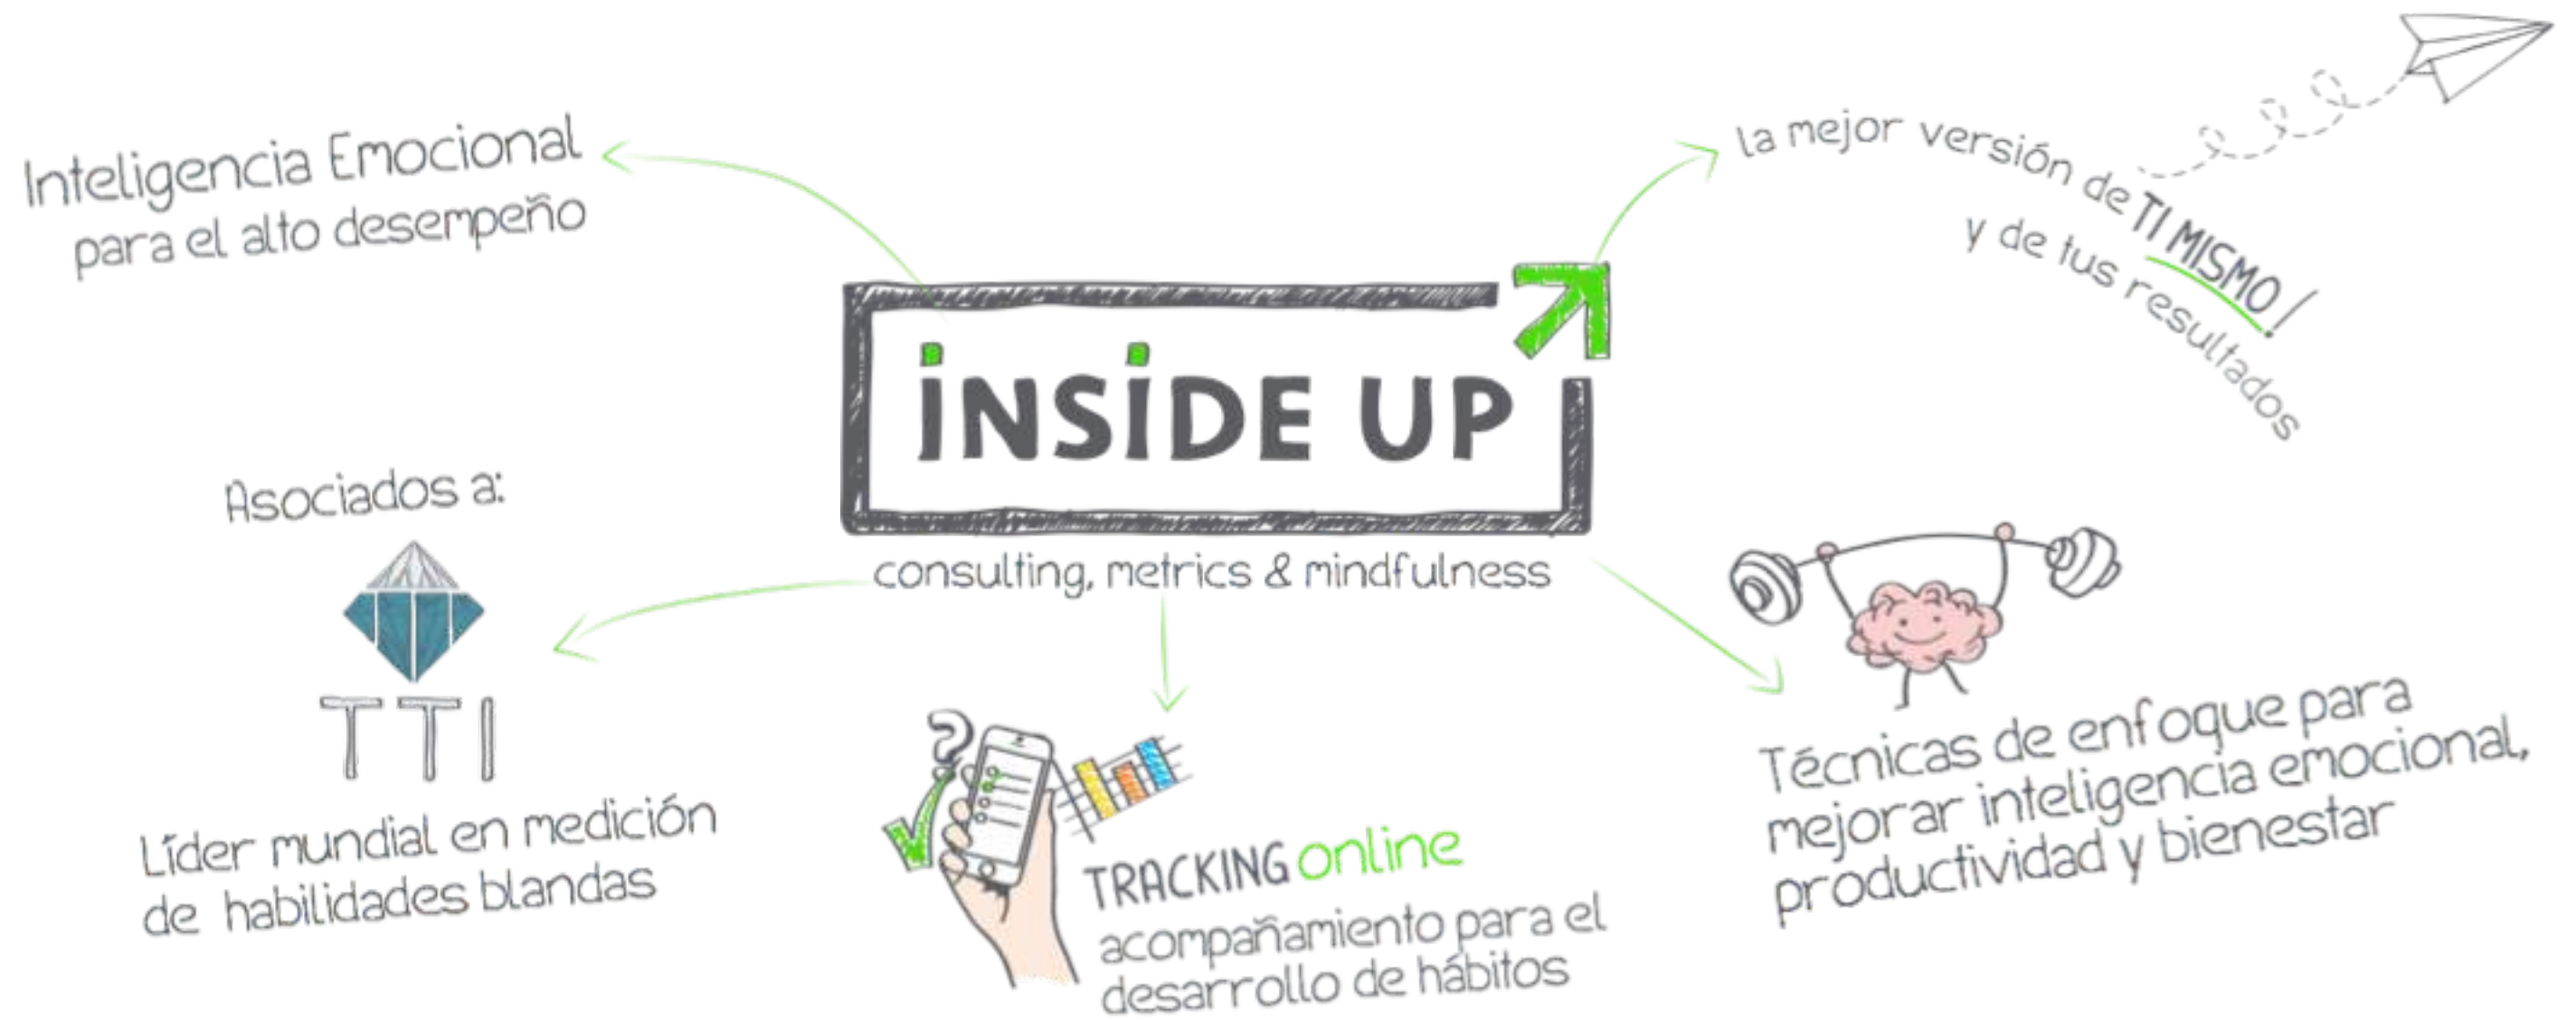 Inteligencia Emocional
para el alto desempeño
la mejor versión de TI MISMO!
y de tus resultados
INSIDE UP
consulting, metrics & mindfulness
Asociados a:
TTI
Líder mundial en medición
de habilidades blandas
?
TRACKING online
acompañamiento para el
desarrollo de hábitos
Técnicas de enfoque para
mejorar inteligencia emocional,
productividad y bienestar